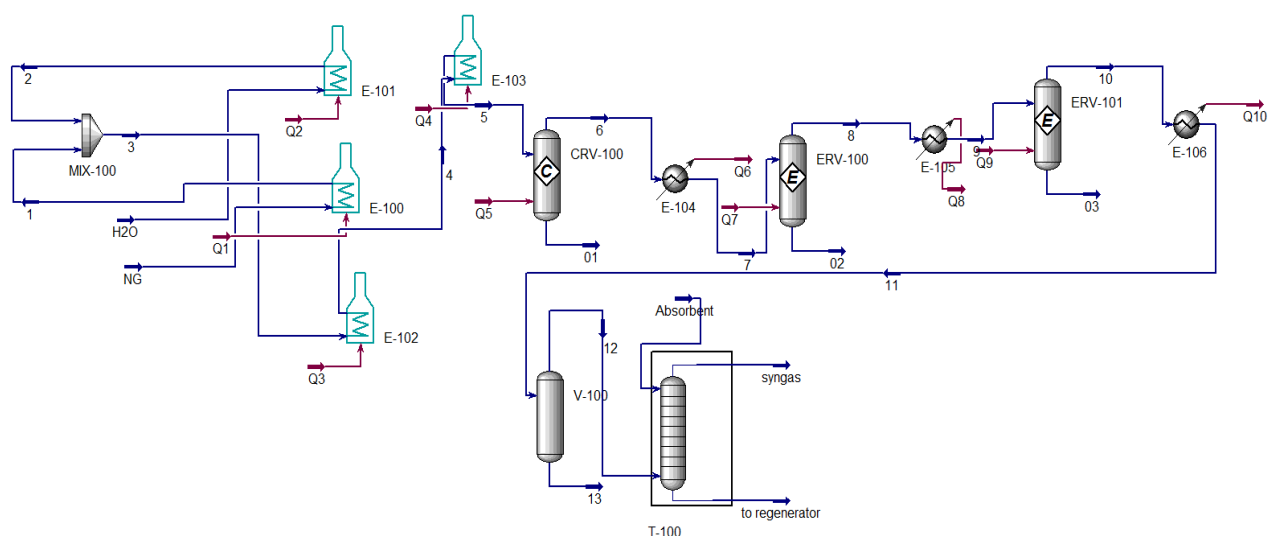 2
E-101
Q2
MIX-100
3
1
E-100
H2O
Q1
NG
E-102
Q3
4
E-103
Q4
5
6
CRV-100
C
Q5
01
E-104
Q6
7
Q7
ERV-100
E
8
02
E-105
9
Q9
Q8
ERV-101
E
10
03
E-106
Q10
11
Absorbent
12
V-100
13
syngas
to regenerator
T-100